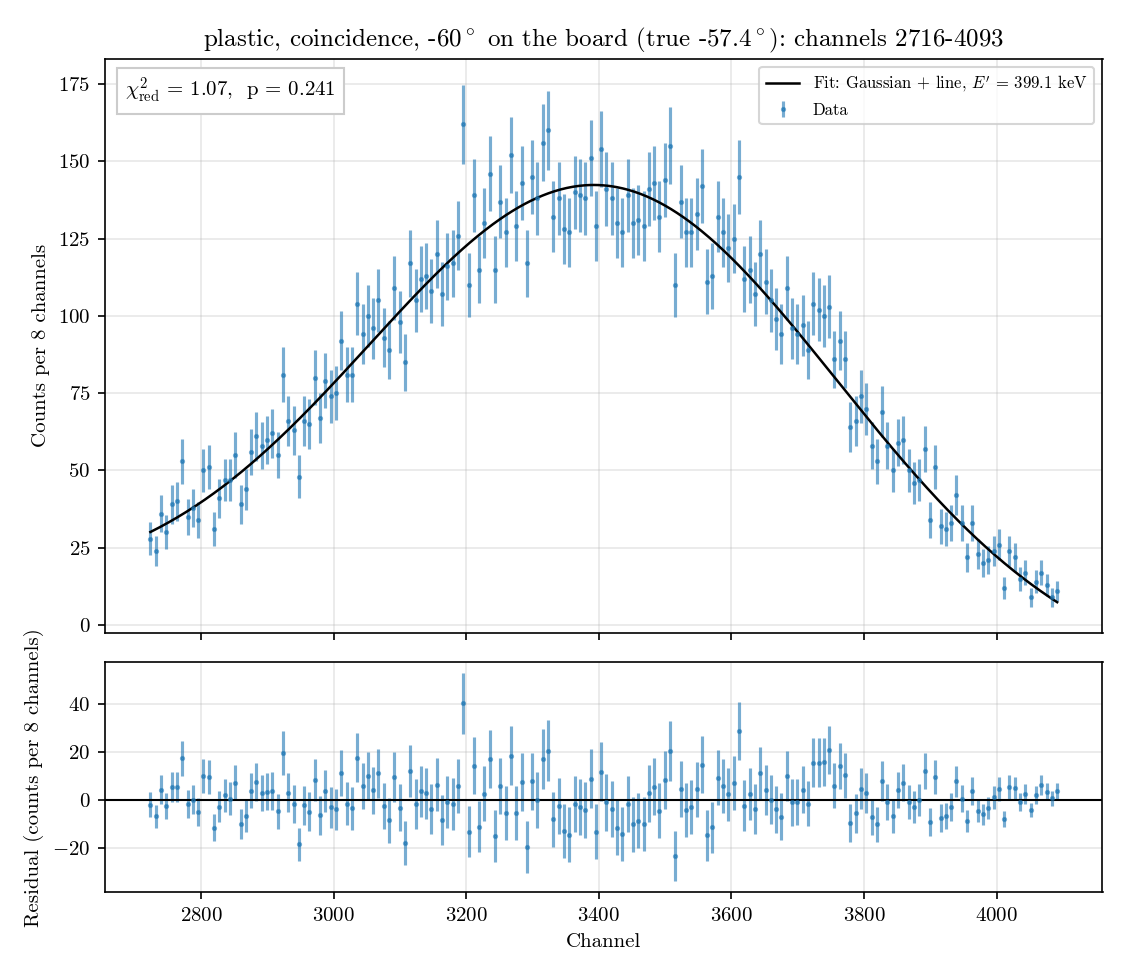 plastic, coincidence, -60° on the board (true -57.4°): channels 2716-4093
χ²red = 1.07, p = 0.241
Fit: Gaussian + line, E′ = 399.1 keV
Data
Counts per 8 channels
175
150
125
100
75
50
25
0
Residual (counts per 8 channels)
40
20
0
−20
2800
3000
3200
3400
3600
3800
4000
Channel